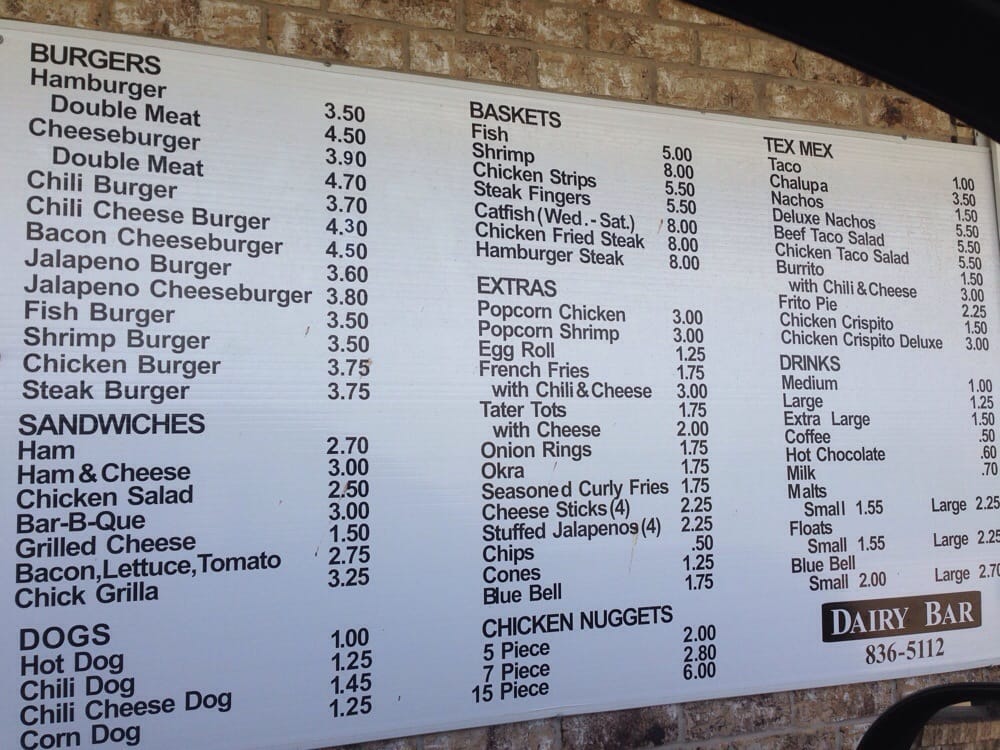 BURGERS
Hamburger 3.50
Double Meat 4.50
Cheeseburger 3.90
Double Meat 4.70
Chili Burger 3.70
Chili Cheese Burger 4.30
Bacon Cheeseburger 4.50
Jalapeno Burger 3.60
Jalapeno Cheeseburger 3.80
Fish Burger 3.50
Shrimp Burger 3.50
Chicken Burger 3.75
Steak Burger 3.75
SANDWICHES
Ham 2.70
Ham & Cheese 3.00
Chicken Salad 2.50
Bar-B-Que 3.00
Grilled Cheese 1.50
Bacon, Lettuce, Tomato 2.75
Chick Grilla 3.25
DOGS
Hot Dog 1.00
Chili Dog 1.25
Chili Cheese Dog 1.45
Corn Dog 1.25
BASKETS
Fish 5.00
Shrimp 8.00
Chicken Strips 5.50
Steak Fingers 5.50
Catfish (Wed. - Sat.) 8.00
Chicken Fried Steak 8.00
Hamburger Steak 8.00
EXTRAS
Popcorn Chicken 3.00
Popcorn Shrimp 3.00
Egg Roll 1.25
French Fries 1.75
with Chili & Cheese 3.00
Tater Tots 1.75
with Cheese 2.00
Onion Rings 1.75
Okra 1.75
Seasoned Curly Fries 1.75
Cheese Sticks (4) 2.25
Stuffed Jalapenos (4) 2.25
Chips .50
Cones 1.25
Blue Bell 1.75
CHICKEN NUGGETS
5 Piece 2.00
7 Piece 2.80
15 Piece 6.00
TEX MEX
Taco 1.00
Chalupa 3.50
Nachos 1.50
Deluxe Nachos 5.50
Beef Taco Salad 5.50
Chicken Taco Salad 5.50
Burrito 1.50
with Chili & Cheese 3.00
Frito Pie 2.25
Chicken Crispito 1.50
Chicken Crispito Deluxe 3.00
DRINKS
Medium 1.00
Large 1.25
Extra Large 1.50
Coffee .50
Hot Chocolate .60
Milk .70
Malts
Small 1.55 Large 2.25
Floats
Small 1.55 Large 2.25
Blue Bell
Small 2.00 Large 2.70
DAIRY BAR
836-5112